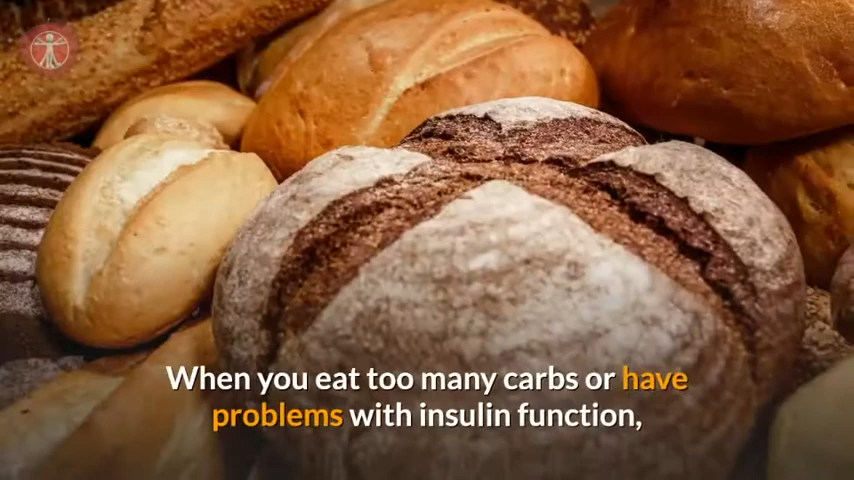 When you eat too many carbs or have
problems with insulin function,